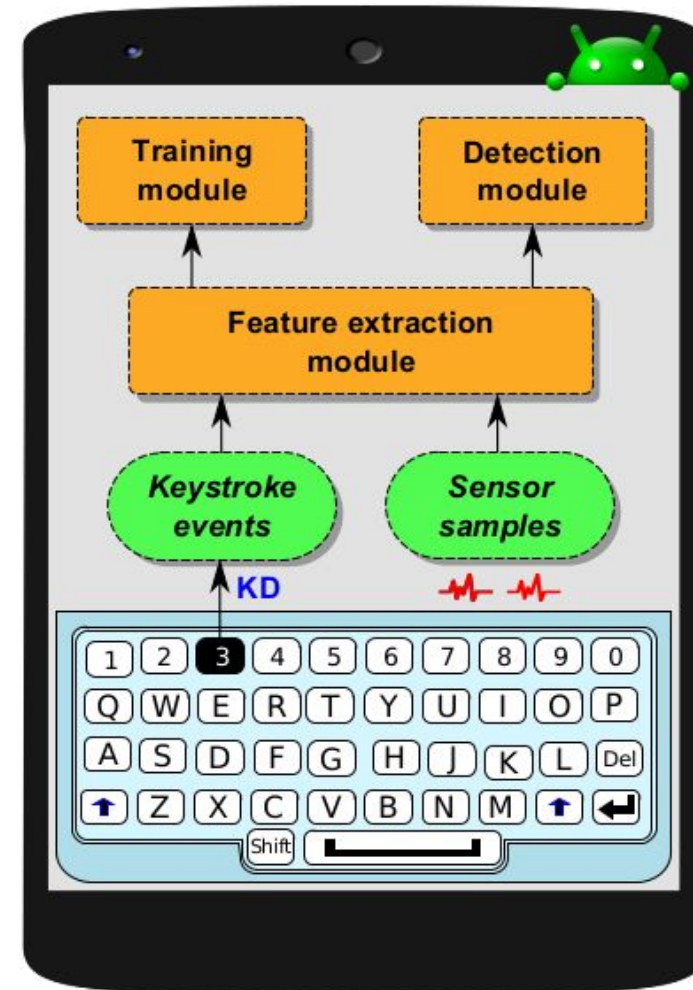 Training
module
Detection
module
Feature extraction
module
Keystroke
events
Sensor
samples
KD
1 2 3 4 5 6 7 8 9 0
Q W E R T Y U I O P
A S D F G H J K L Del
Z X C V B N M
Shift